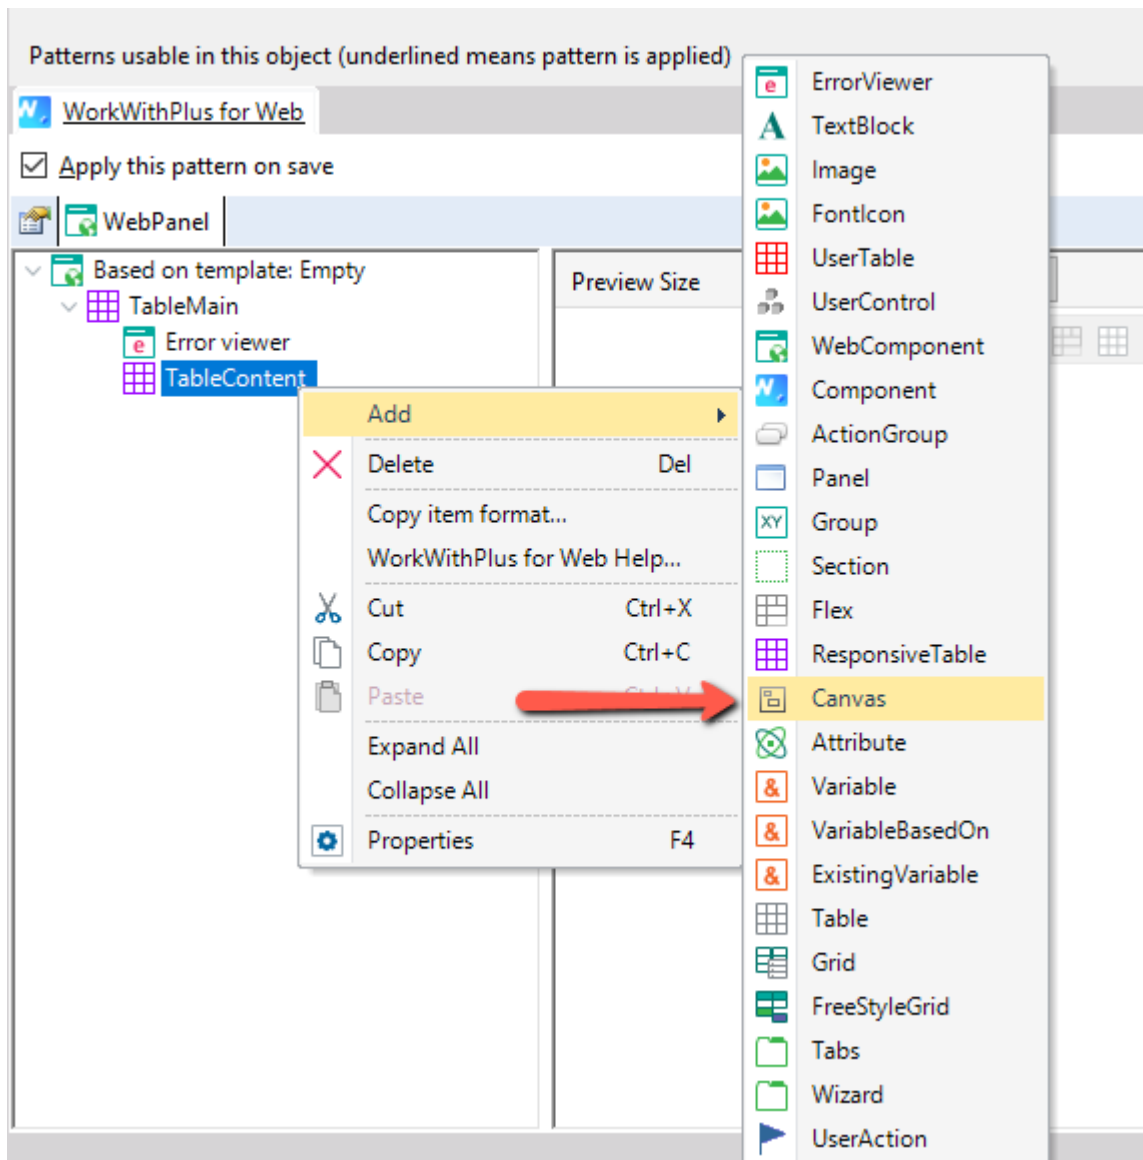 Patterns usable in this object (underlined means pattern is applied)
WorkWithPlus for Web
Apply this pattern on save
WebPanel
Based on template: Empty
TableMain
Error viewer
TableContent
Preview Size
Add
Delete Del
Copy item format...
WorkWithPlus for Web Help...
Cut Ctrl+X
Copy Ctrl+C
Paste
Expand All
Collapse All
Properties F4
ErrorViewer
TextBlock
Image
FontIcon
UserTable
UserControl
WebComponent
Component
ActionGroup
Panel
Group
Section
Flex
ResponsiveTable
Canvas
Attribute
Variable
VariableBasedOn
ExistingVariable
Table
Grid
FreeStyleGrid
Tabs
Wizard
UserAction